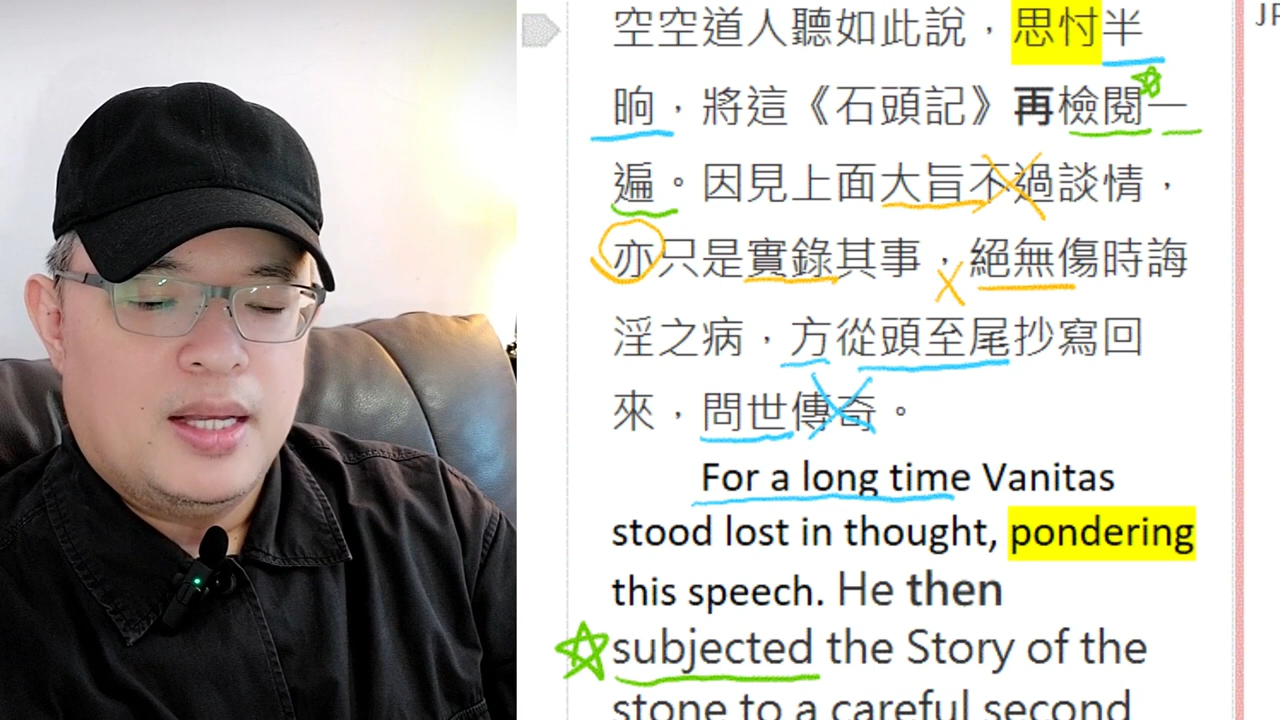 空空道人聽如此說，思忖半
晌，將這《石頭記》再檢閱一
遍。因見上面大旨不過談情，
亦只是實錄其事，絕無傷時誨
淫之病，方從頭至尾抄寫回
來，問世傳奇。
For a long time Vanitas
stood lost in thought, pondering
this speech. He then
subjected the Story of the
stone to a careful second